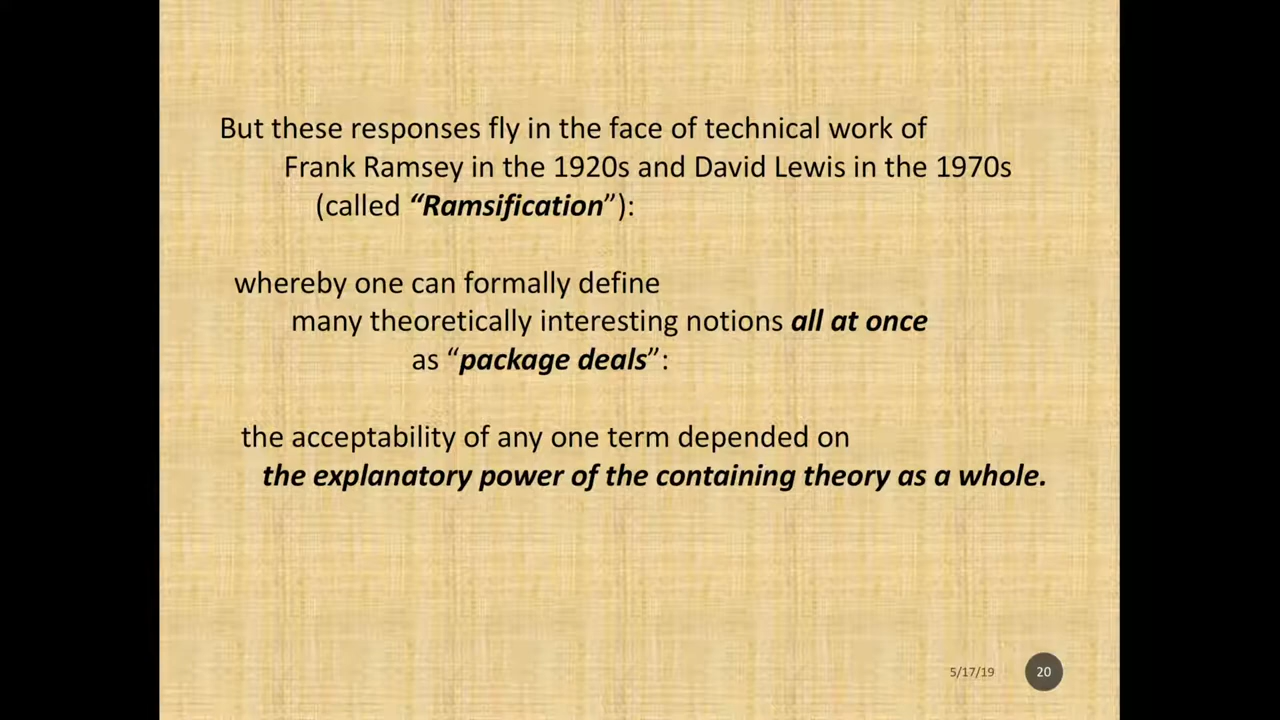 But these responses fly in the face of technical work of
Frank Ramsey in the 1920s and David Lewis in the 1970s
(called “Ramsification”):
whereby one can formally define
many theoretically interesting notions all at once
as “package deals”:
the acceptability of any one term depended on
the explanatory power of the containing theory as a whole.
5/17/19
20